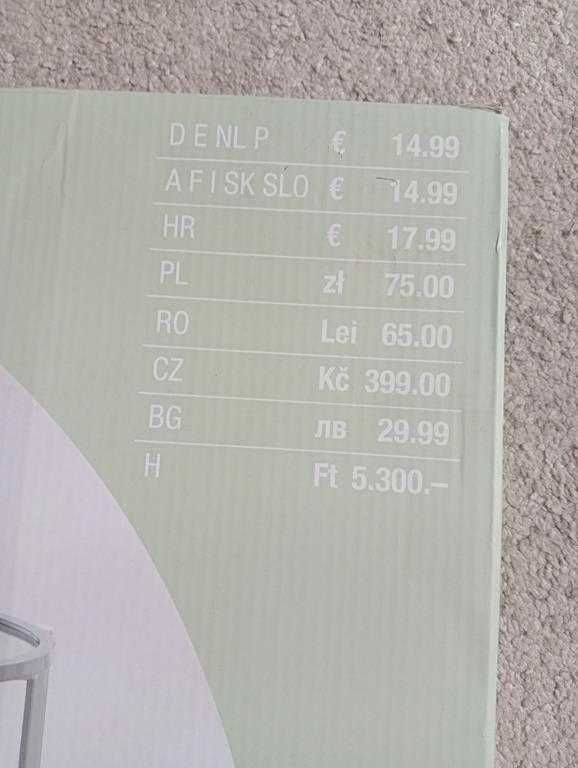 D E NL P € 14.99
A F I SK SLO € 14.99
HR € 17.99
PL zł 75.00
RO Lei 65.00
CZ Kč 399.00
BG лв 29.99
H Ft 5.300.–